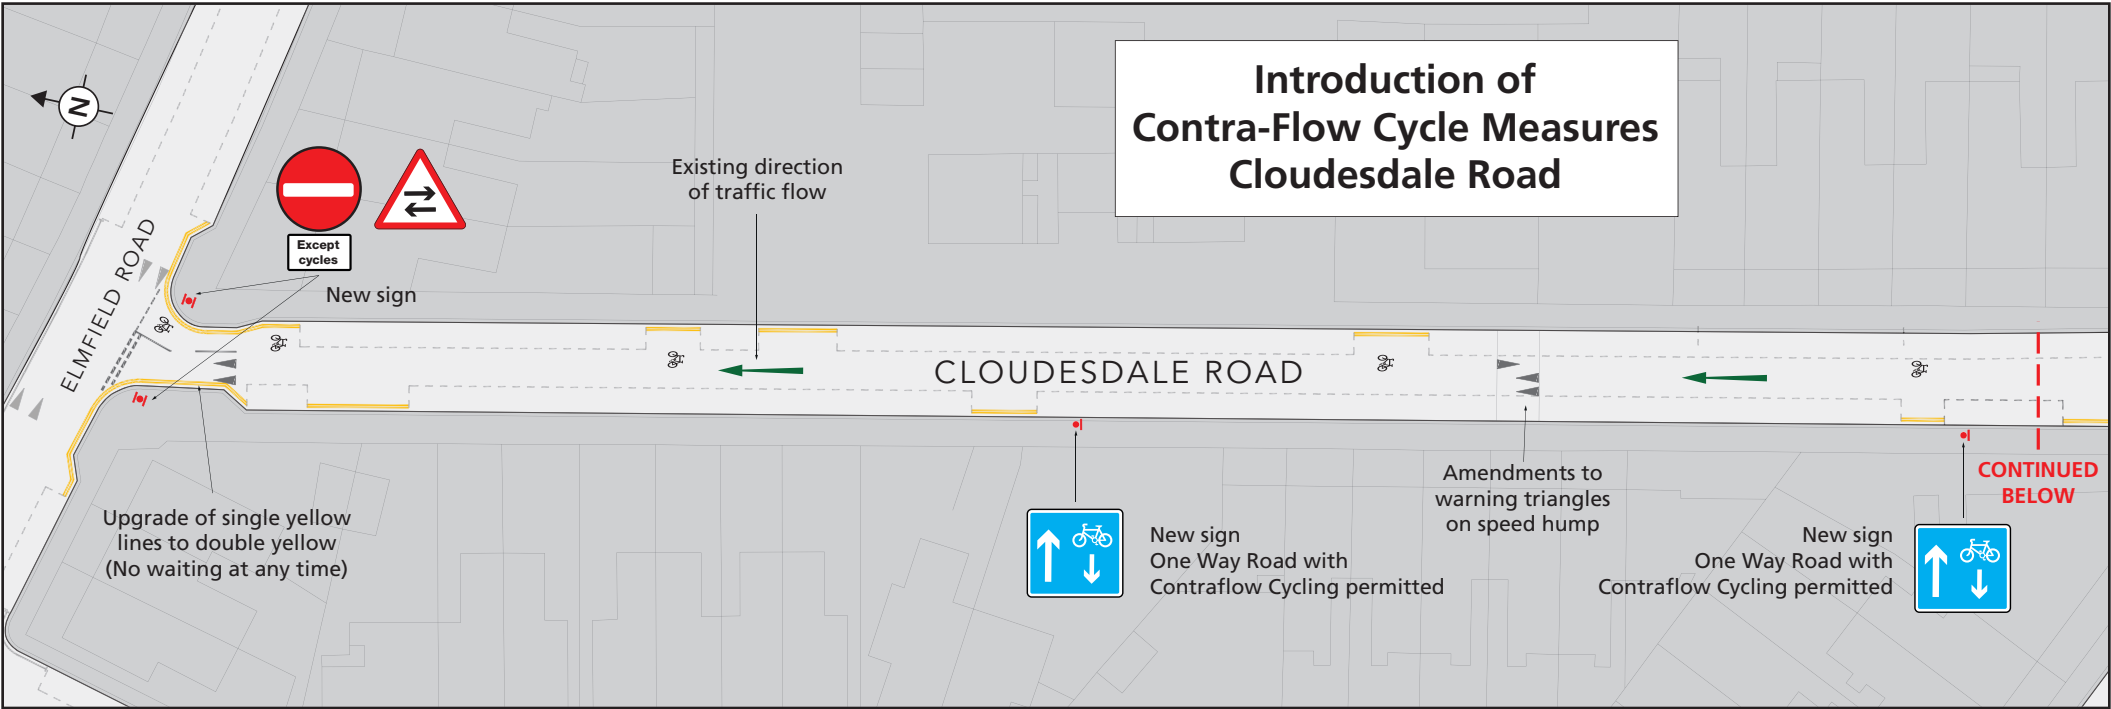 Introduction of
Contra-Flow Cycle Measures
Cloudesdale Road
N
Except
cycles
New sign
Existing direction
of traffic flow
ELMFIELD ROAD
CLOUDESDALE ROAD
Upgrade of single yellow
lines to double yellow
(No waiting at any time)
New sign
One Way Road with
Contraflow Cycling permitted
Amendments to
warning triangles
on speed hump
New sign
One Way Road with
Contraflow Cycling permitted
CONTINUED
BELOW